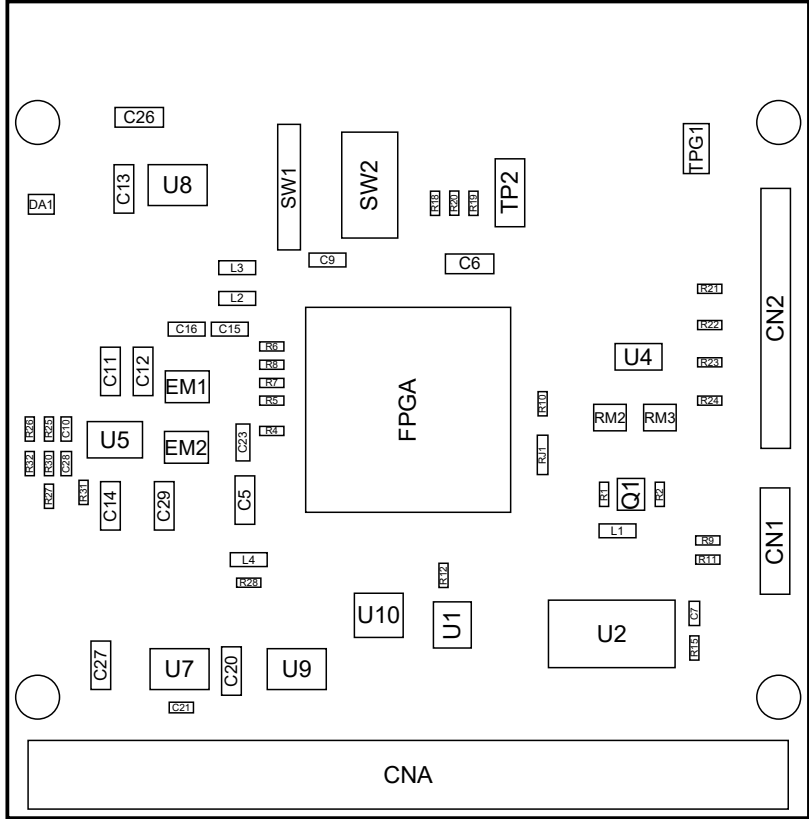 C26
TPG1
SW1
SW2
C13
U8
TP2
DA1
R18
R20
R19
C9
C6
L3
L2
R21
C16
C15
R22
CN2
R6
R8
R7
R5
R4
FPGA
U4
R23
C11
C12
EM1
R24
R10
RM2
RM3
R26
R25
C10
U5
EM2
C23
RJ1
R32
R30
C28
R27
R31
C14
C29
C5
R1
Q1
R2
L1
CN1
R9
R11
L4
R28
R12
U10
U1
U2
C7
R15
C27
U7
C20
U9
C21
CNA